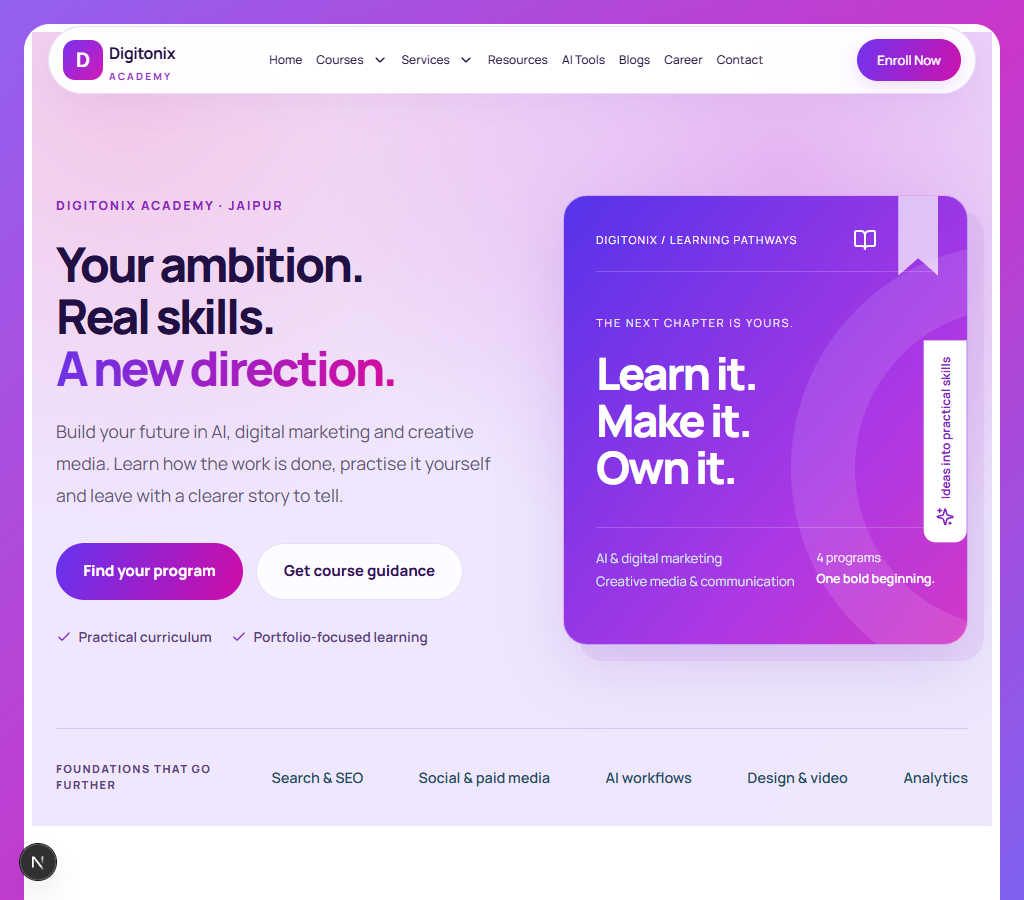 D
Digitonix
ACADEMY
Home Courses Services Resources AI Tools Blogs Career Contact
Enroll Now
DIGITONIX ACADEMY · JAIPUR
Your ambition.
Real skills.
A new direction.
Build your future in AI, digital marketing and creative
media. Learn how the work is done, practise it yourself
and leave with a clearer story to tell.
Find your program
Get course guidance
Practical curriculum
Portfolio-focused learning
DIGITONIX / LEARNING PATHWAYS
THE NEXT CHAPTER IS YOURS.
Learn it.
Make it.
Own it.
Ideas into practical skills
AI & digital marketing
Creative media & communication
4 programs
One bold beginning.
FOUNDATIONS THAT GO
FURTHER
Search & SEO
Social & paid media
AI workflows
Design & video
Analytics
N